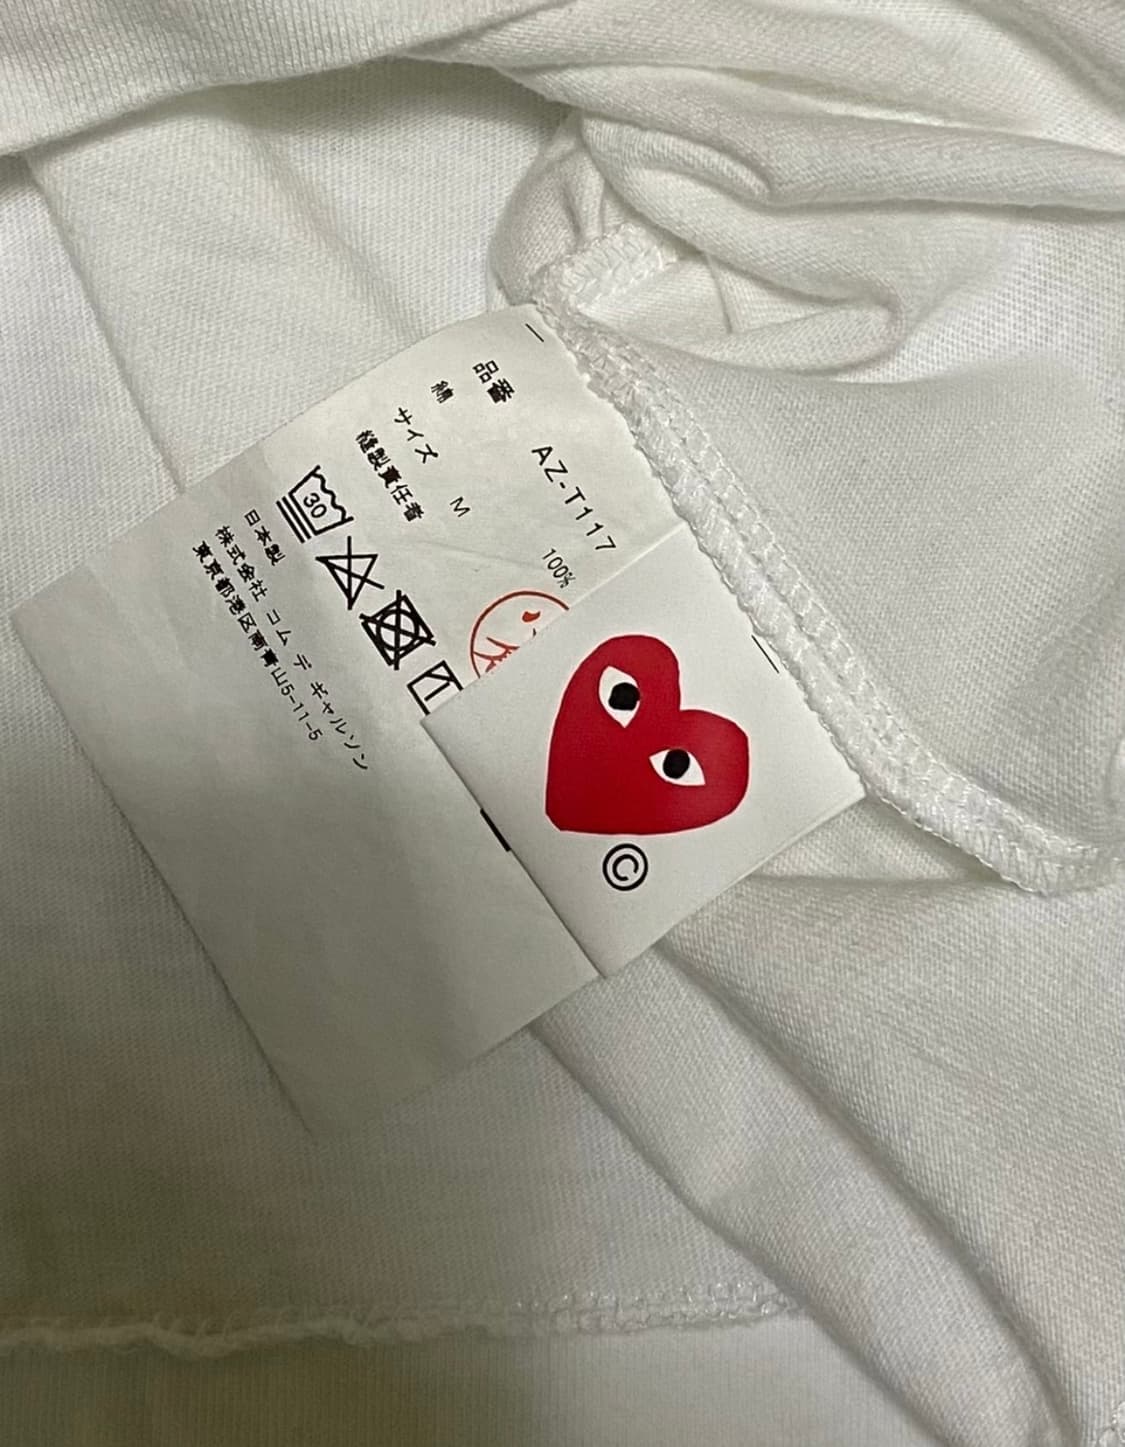 品番 AZ-T117
綿 100%
サイズ M
縫製責任者
30
日本製
株式会社 コム デ ギャルソン
東京都港区南青山5-11-5
©